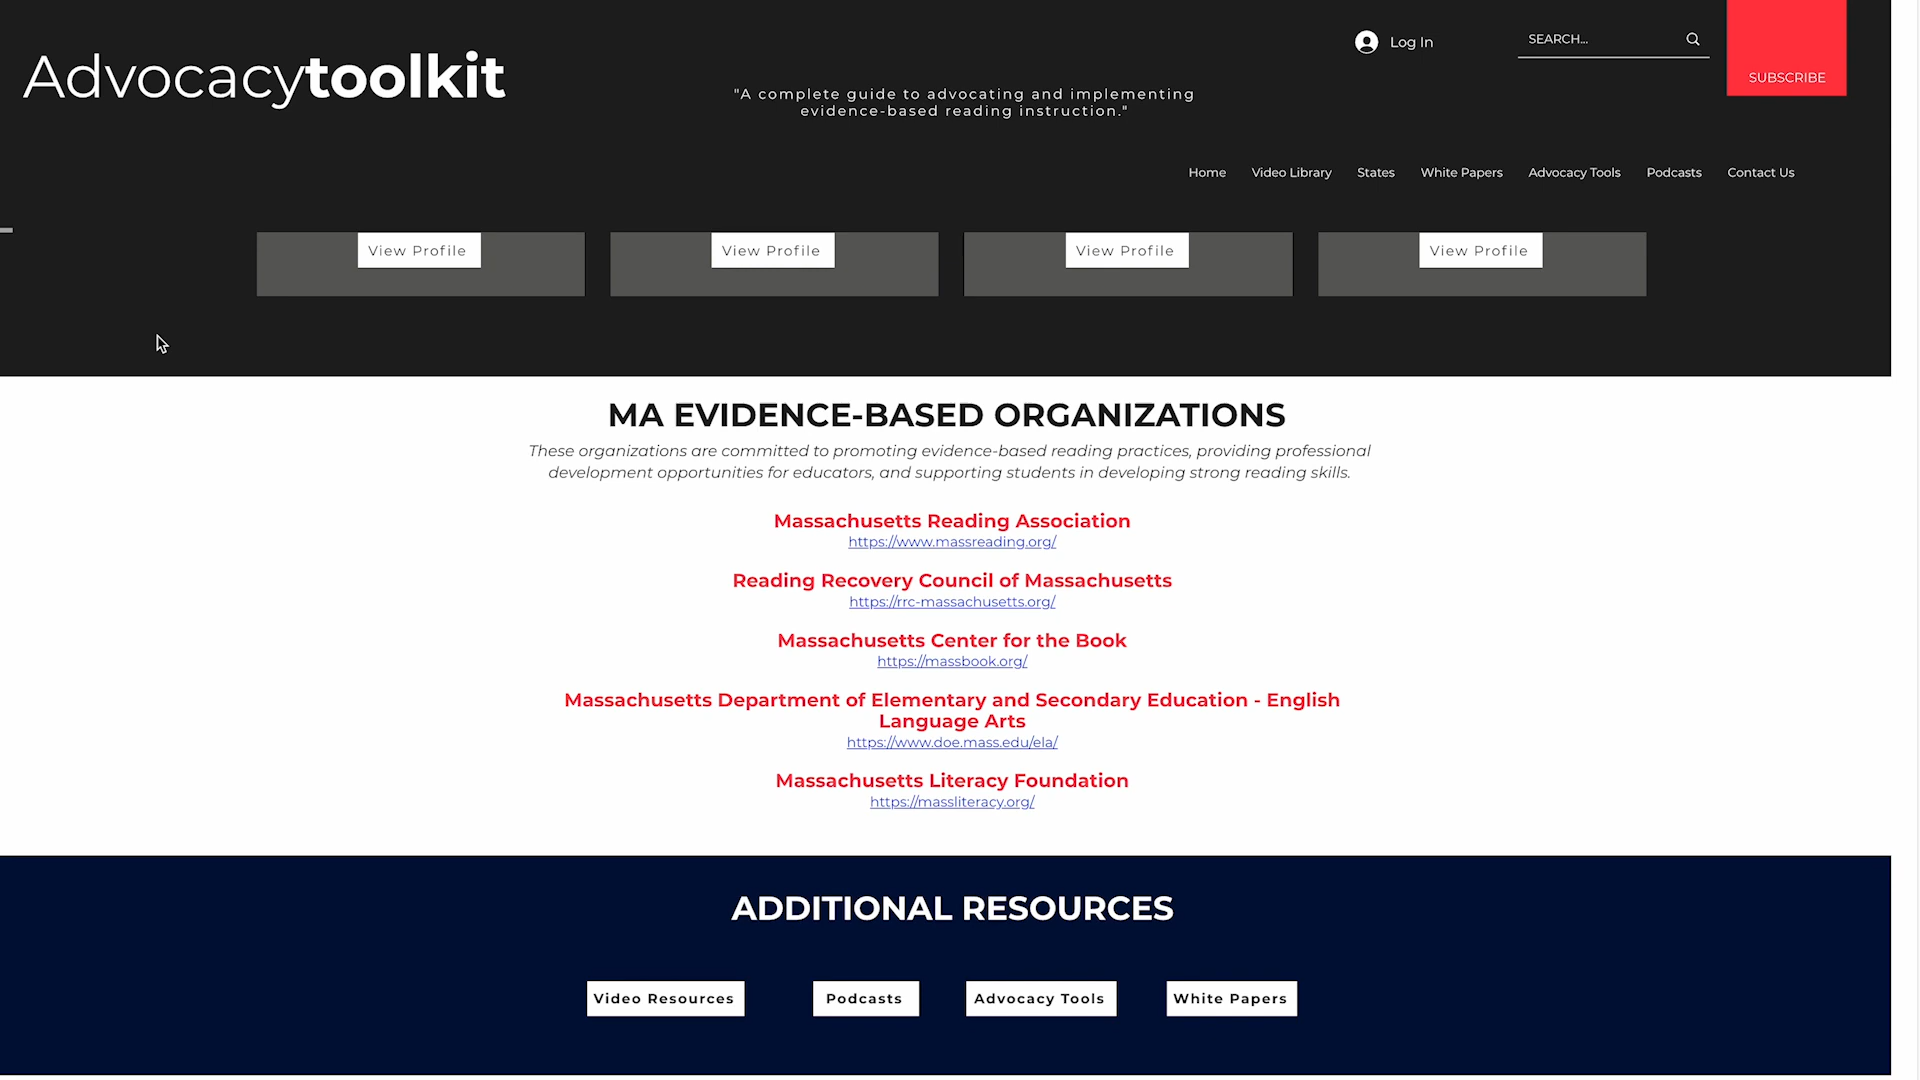 Advocacytoolkit
Log In
SEARCH...
SUBSCRIBE
"A complete guide to advocating and implementing
evidence-based reading instruction."
Home Video Library States White Papers Advocacy Tools Podcasts Contact Us
View Profile View Profile View Profile View Profile
MA EVIDENCE-BASED ORGANIZATIONS
These organizations are committed to promoting evidence-based reading practices, providing professional
development opportunities for educators, and supporting students in developing strong reading skills.
Massachusetts Reading Association
https://www.massreading.org/
Reading Recovery Council of Massachusetts
https://rrc-massachusetts.org/
Massachusetts Center for the Book
https://massbook.org/
Massachusetts Department of Elementary and Secondary Education - English
Language Arts
https://www.doe.mass.edu/ela/
Massachusetts Literacy Foundation
https://massliteracy.org/
ADDITIONAL RESOURCES
Video Resources Podcasts Advocacy Tools White Papers